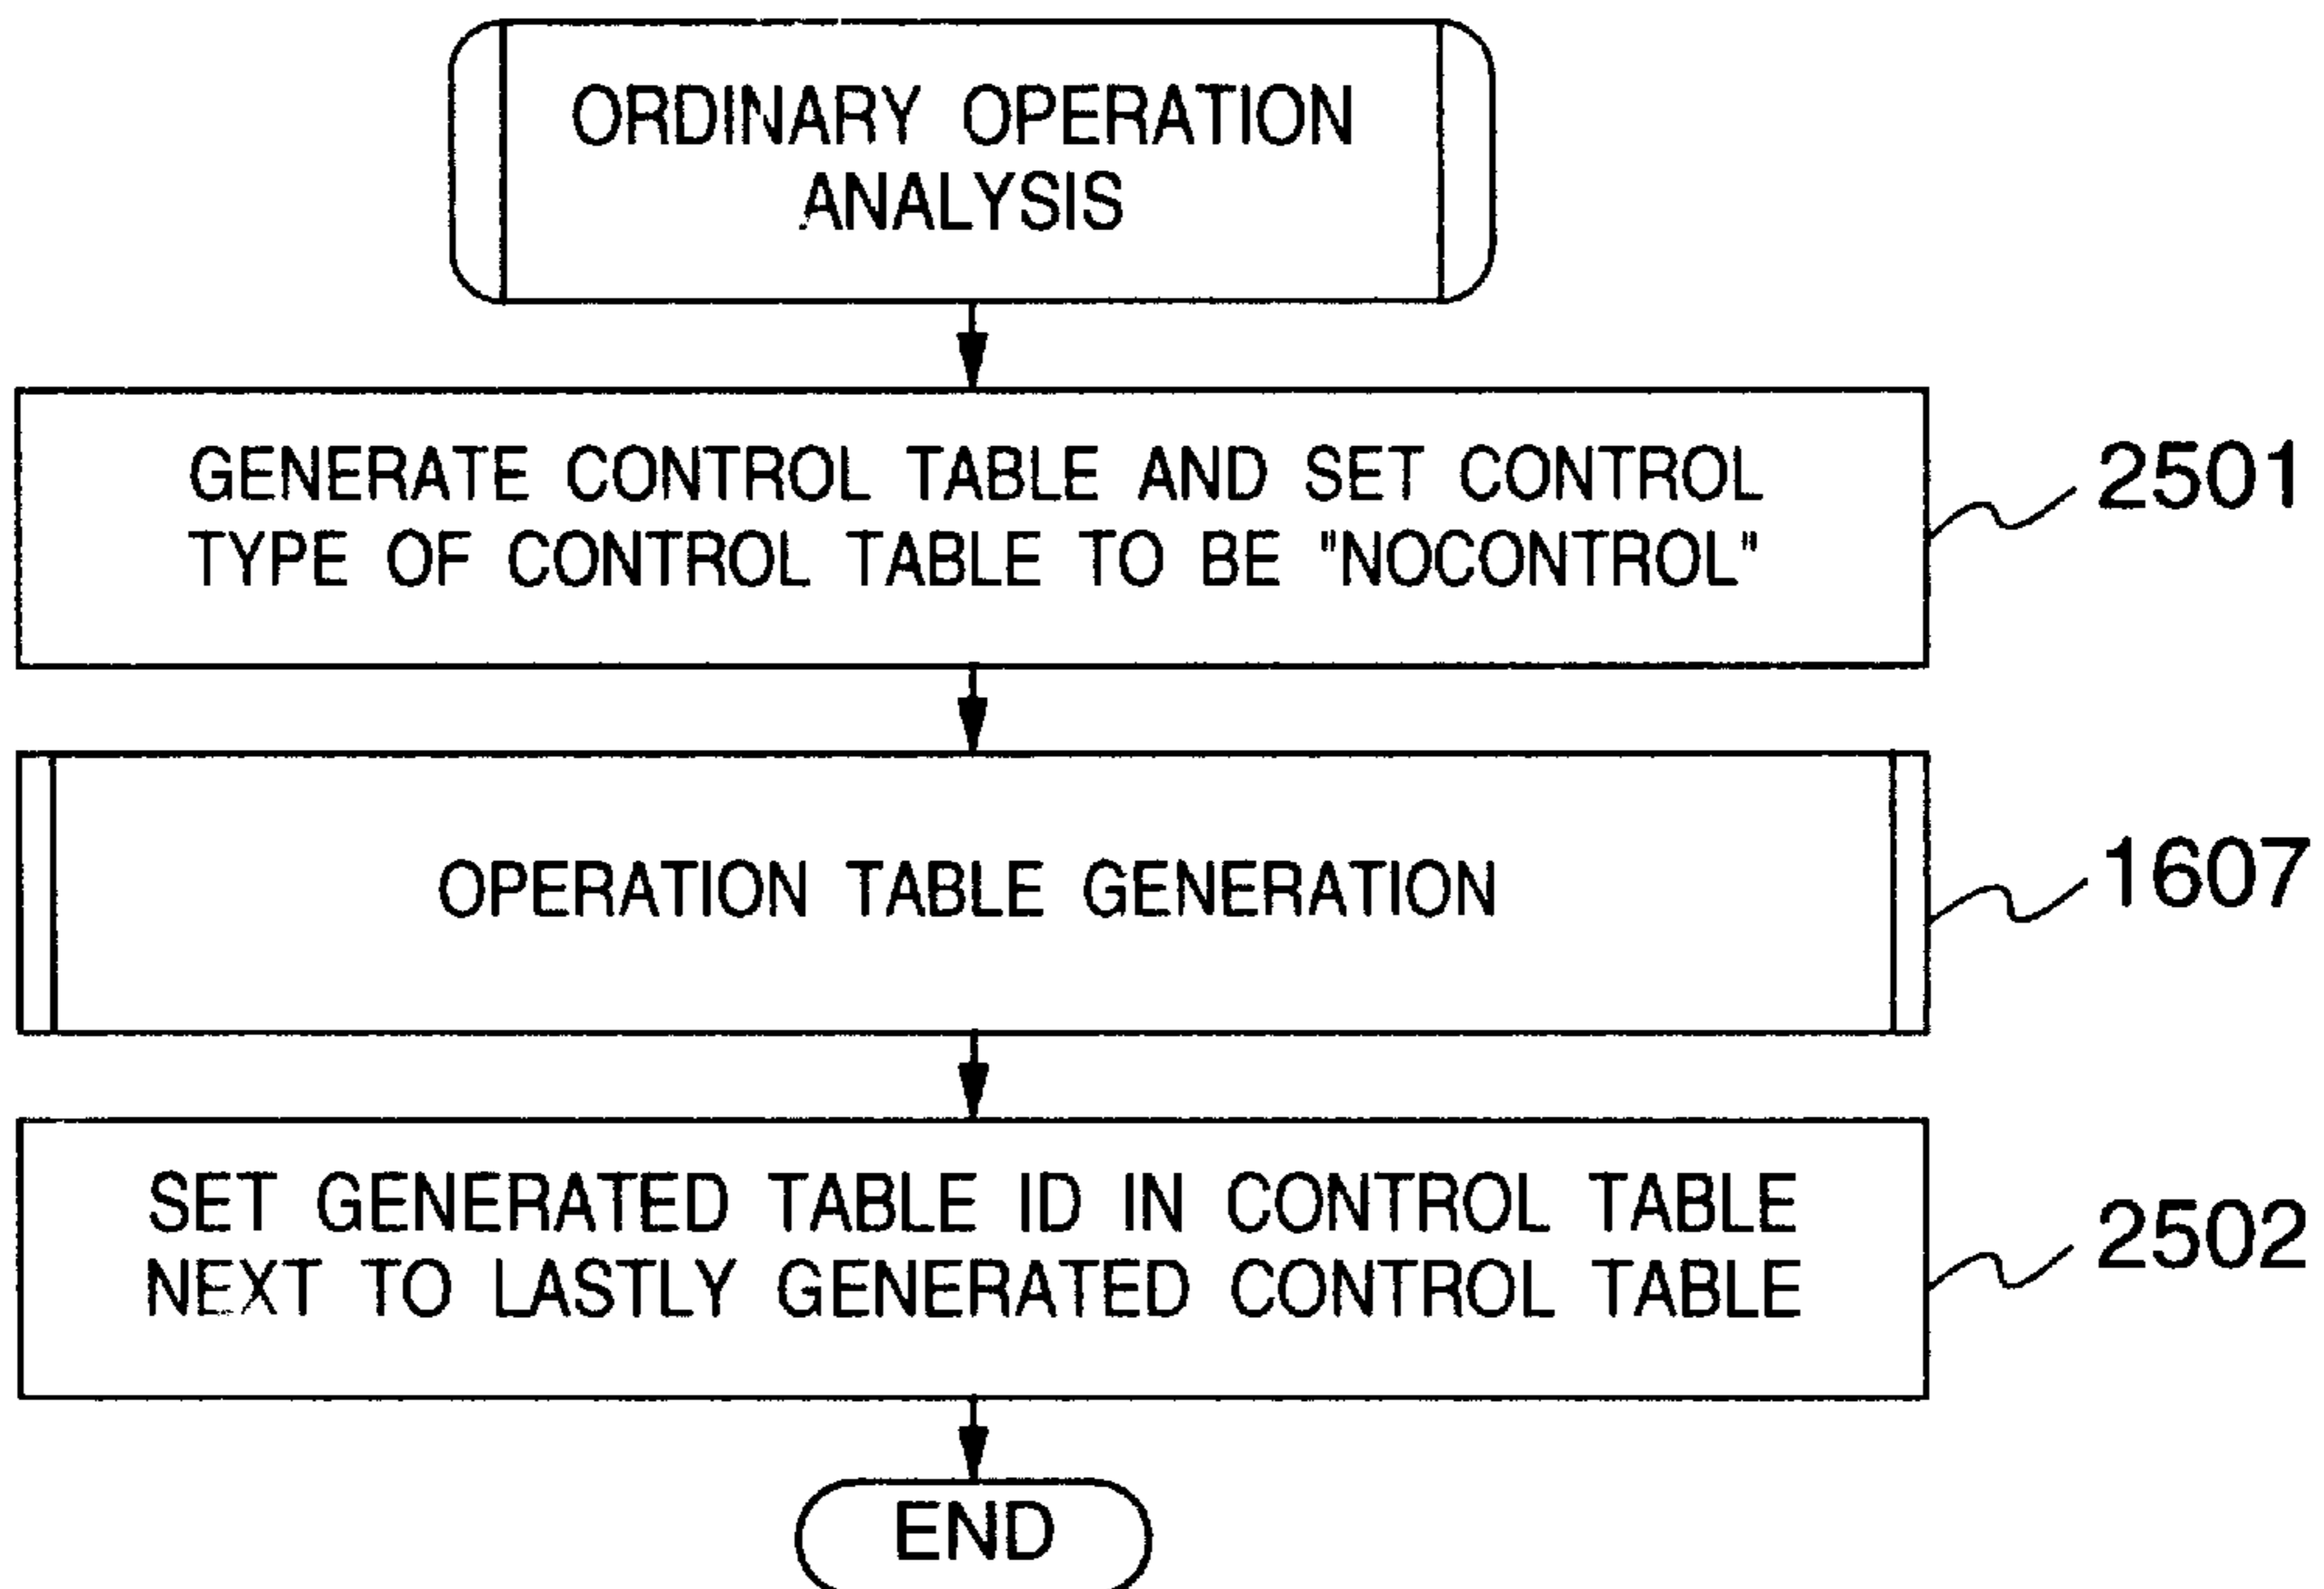 ORDINARY OPERATION
ANALYSIS
GENERATE CONTROL TABLE AND SET CONTROL
TYPE OF CONTROL TABLE TO BE "NOCONTROL"
2501
OPERATION TABLE GENERATION
1607
SET GENERATED TABLE ID IN CONTROL TABLE
NEXT TO LASTLY GENERATED CONTROL TABLE
2502
END